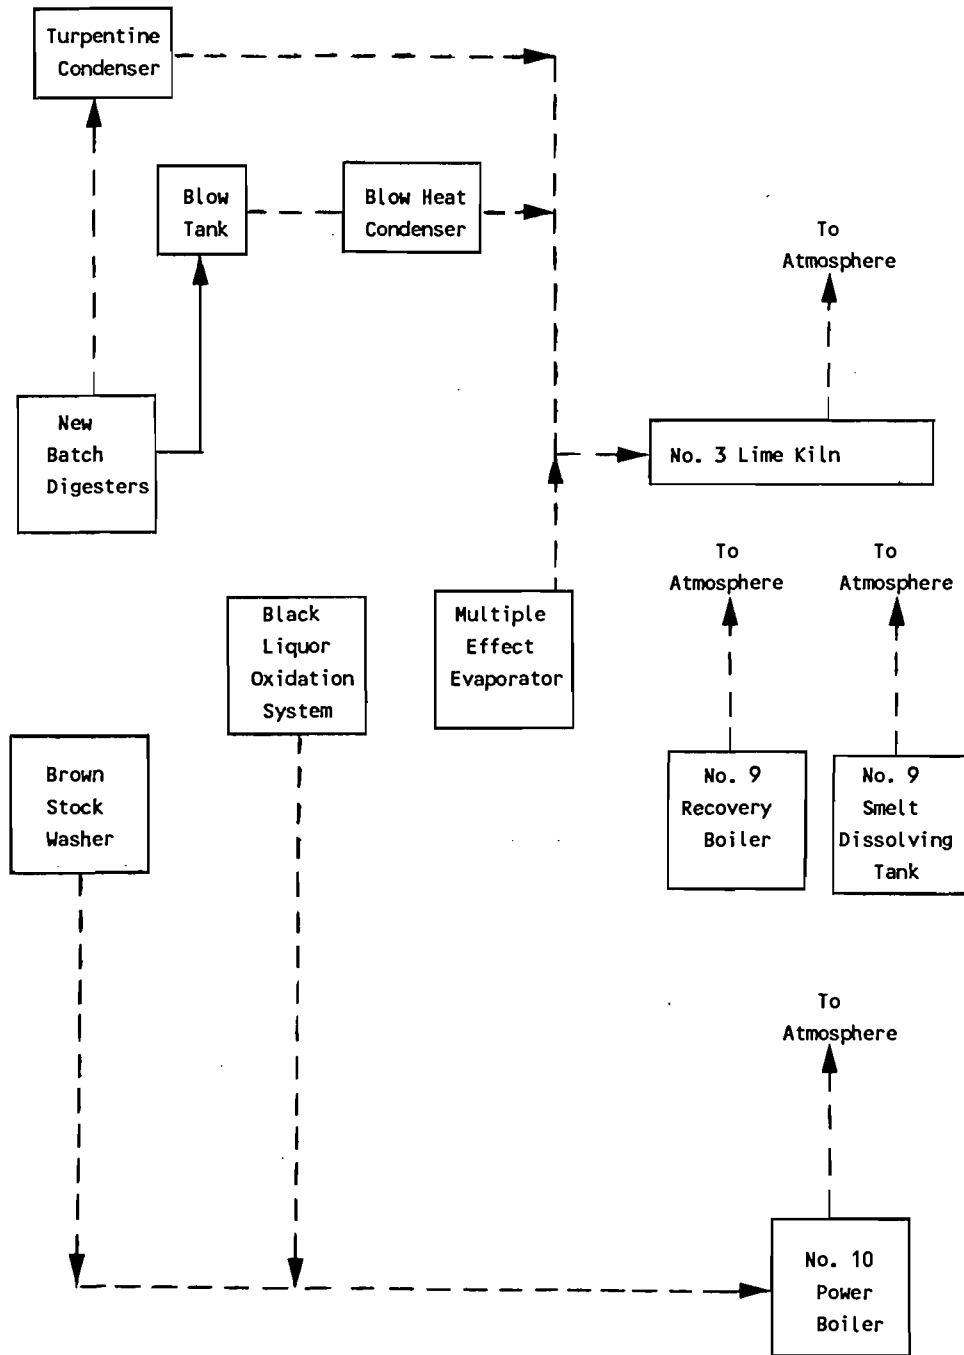 Turpentine
Condenser
Blow
Tank
Blow Heat
Condenser
To
Atmosphere
New
Batch
Digesters
No. 3 Lime Kiln
To
Atmosphere
To
Atmosphere
Black
Liquor
Oxidation
System
Multiple
Effect
Evaporator
Brown
Stock
Washer
No. 9
Recovery
Boiler
No. 9
Smelt
Dissolving
Tank
To
Atmosphere
No. 10
Power
Boiler